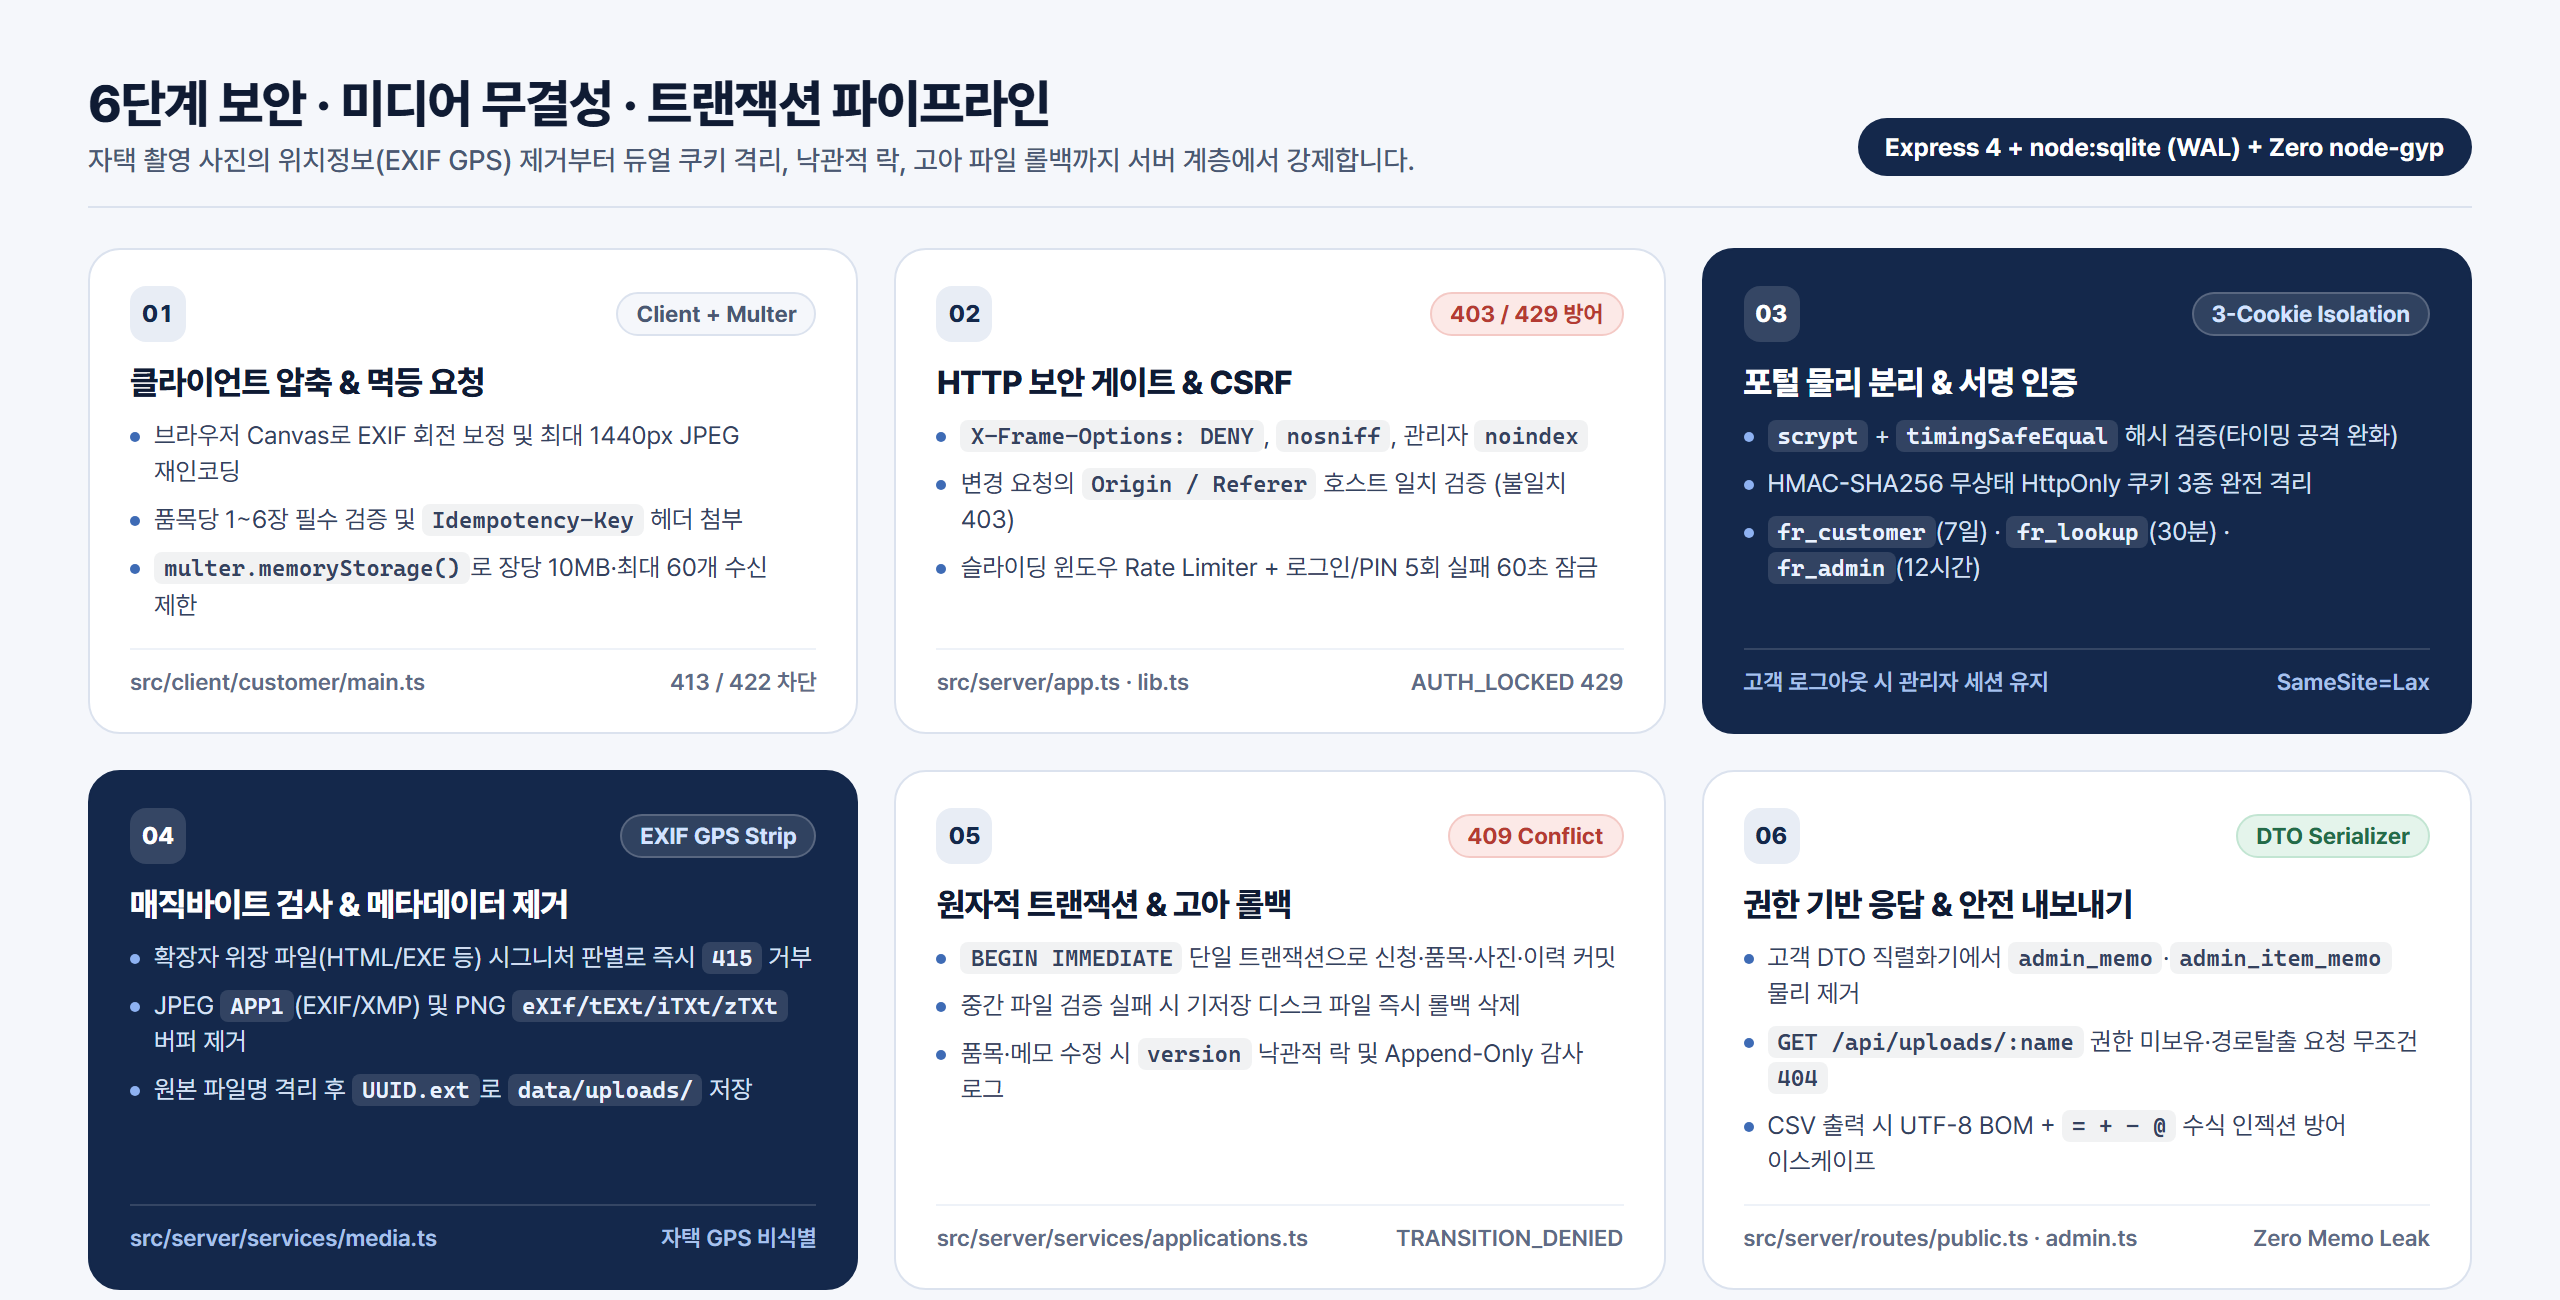 6단계 보안 · 미디어 무결성 · 트랜잭션 파이프라인
자택 촬영 사진의 위치정보(EXIF GPS) 제거부터 듀얼 쿠키 격리, 낙관적 락, 고아 파일 롤백까지 서버 계층에서 강제합니다.
Express 4 + node:sqlite (WAL) + Zero node-gyp
01
Client + Multer
클라이언트 압축 & 멱등 요청
브라우저 Canvas로 EXIF 회전 보정 및 최대 1440px JPEG
재인코딩
품목당 1~6장 필수 검증 및 Idempotency-Key 헤더 첨부
multer.memoryStorage()로 장당 10MB·최대 60개 수신
제한
src/client/customer/main.ts
413 / 422 차단
02
403 / 429 방어
HTTP 보안 게이트 & CSRF
X-Frame-Options: DENY, nosniff, 관리자 noindex
변경 요청의 Origin / Referer 호스트 일치 검증 (불일치
403)
슬라이딩 윈도우 Rate Limiter + 로그인/PIN 5회 실패 60초 잠금
src/server/app.ts · lib.ts
AUTH_LOCKED 429
03
3-Cookie Isolation
포털 물리 분리 & 서명 인증
scrypt + timingSafeEqual 해시 검증(타이밍 공격 완화)
HMAC-SHA256 무상태 HttpOnly 쿠키 3종 완전 격리
fr_customer(7일) · fr_lookup(30분) ·
fr_admin(12시간)
고객 로그아웃 시 관리자 세션 유지
SameSite=Lax
04
EXIF GPS Strip
매직바이트 검사 & 메타데이터 제거
확장자 위장 파일(HTML/EXE 등) 시그니처 판별로 즉시 415 거부
JPEG APP1(EXIF/XMP) 및 PNG eXIf/tEXt/iTXt/zTXt
버퍼 제거
원본 파일명 격리 후 UUID.ext로 data/uploads/ 저장
src/server/services/media.ts
자택 GPS 비식별
05
409 Conflict
원자적 트랜잭션 & 고아 롤백
BEGIN IMMEDIATE 단일 트랜잭션으로 신청·품목·사진·이력 커밋
중간 파일 검증 실패 시 기저장 디스크 파일 즉시 롤백 삭제
품목·메모 수정 시 version 낙관적 락 및 Append-Only 감사
로그
src/server/services/applications.ts
TRANSITION_DENIED
06
DTO Serializer
권한 기반 응답 & 안전 내보내기
고객 DTO 직렬화기에서 admin_memo·admin_item_memo
물리 제거
GET /api/uploads/:name 권한 미보유·경로탈출 요청 무조건
404
CSV 출력 시 UTF-8 BOM + = + - @ 수식 인젝션 방어
이스케이프
src/server/routes/public.ts · admin.ts
Zero Memo Leak